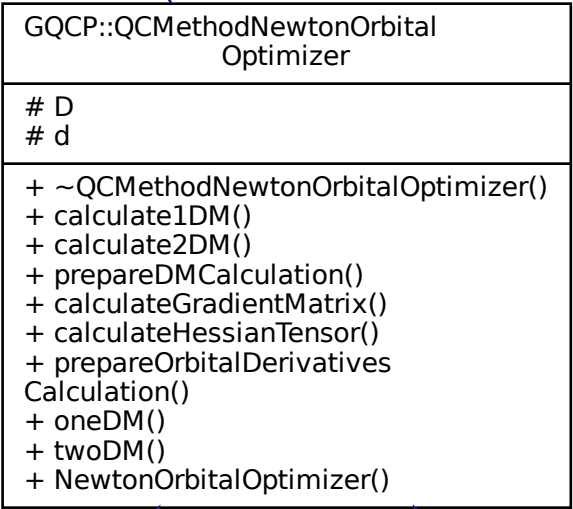 GQCP::QCMethodNewtonOrbital
Optimizer
# D
# d
+ ~QCMethodNewtonOrbitalOptimizer()
+ calculate1DM()
+ calculate2DM()
+ prepareDMCalculation()
+ calculateGradientMatrix()
+ calculateHessianTensor()
+ prepareOrbitalDerivatives
Calculation()
+ oneDM()
+ twoDM()
+ NewtonOrbitalOptimizer()